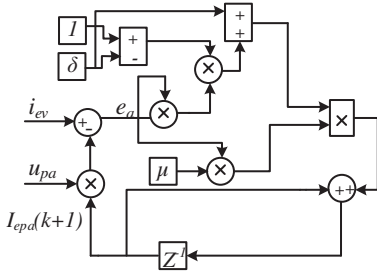 1
+
-
+
+
δ
×
i_ev
+
-
e_a
×
×
u_pa
×
μ
×
I_epa(k+1)
++
Z^-1